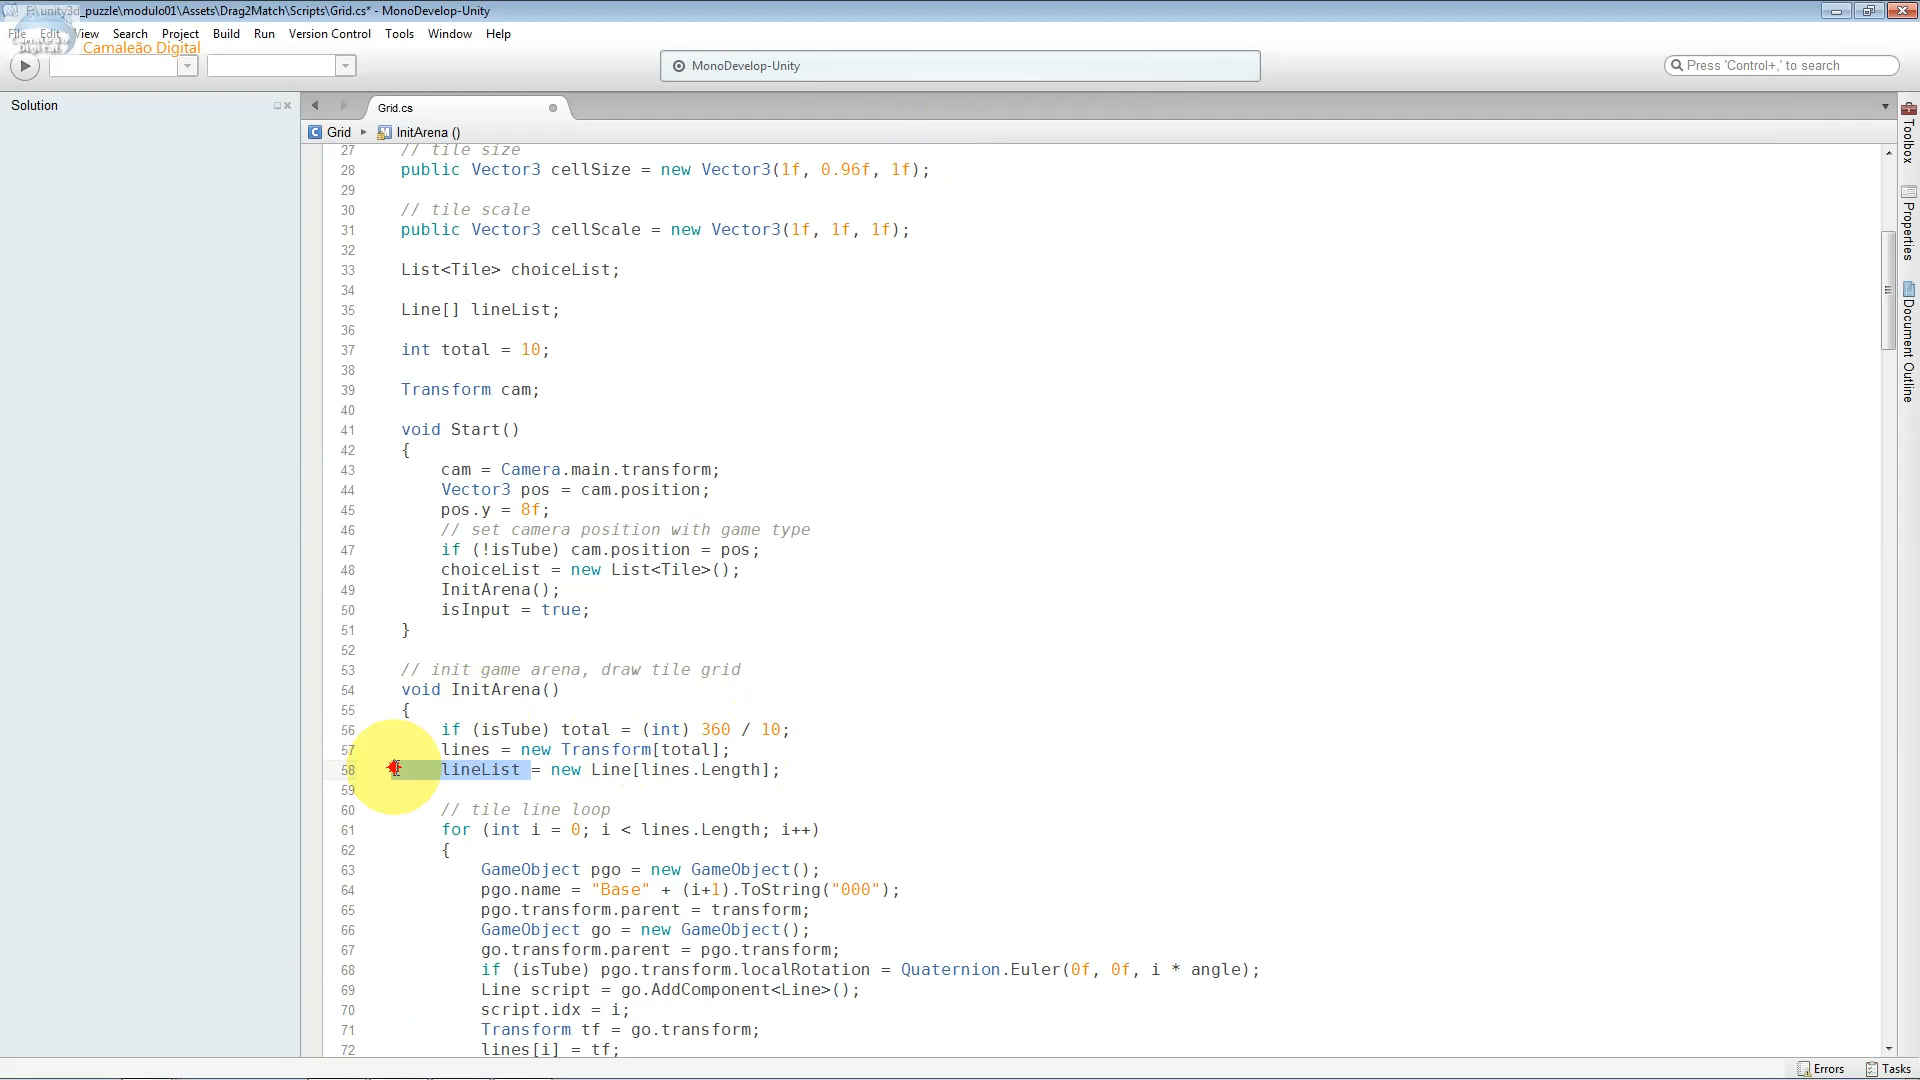 F:\unity3d_puzzle\modulo01\Assets\Drag2Match\Scripts\Grid.cs* - MonoDevelop-Unity
File Edit View Search Project Build Run Version Control Tools Window Help
Camaleão Digital
MonoDevelop-Unity
Press 'Control+,' to search
Solution
Grid.cs
Grid InitArena ()
27 // tile size
28 public Vector3 cellSize = new Vector3(1f, 0.96f, 1f);
29
30 // tile scale
31 public Vector3 cellScale = new Vector3(1f, 1f, 1f);
32
33 List<Tile> choiceList;
34
35 Line[] lineList;
36
37 int total = 10;
38
39 Transform cam;
40
41 void Start()
42 {
43 cam = Camera.main.transform;
44 Vector3 pos = cam.position;
45 pos.y = 8f;
46 // set camera position with game type
47 if (!isTube) cam.position = pos;
48 choiceList = new List<Tile>();
49 InitArena();
50 isInput = true;
51 }
52
53 // init game arena, draw tile grid
54 void InitArena()
55 {
56 if (isTube) total = (int) 360 / 10;
57 lines = new Transform[total];
58 lineList = new Line[lines.Length];
59
60 // tile line loop
61 for (int i = 0; i < lines.Length; i++)
62 {
63 GameObject pgo = new GameObject();
64 pgo.name = "Base" + (i+1).ToString("000");
65 pgo.transform.parent = transform;
66 GameObject go = new GameObject();
67 go.transform.parent = pgo.transform;
68 if (isTube) pgo.transform.localRotation = Quaternion.Euler(0f, 0f, i * angle);
69 Line script = go.AddComponent<Line>();
70 script.idx = i;
71 Transform tf = go.transform;
72 lines[i] = tf;
Toolbox
Properties
Document Outline
Errors Tasks